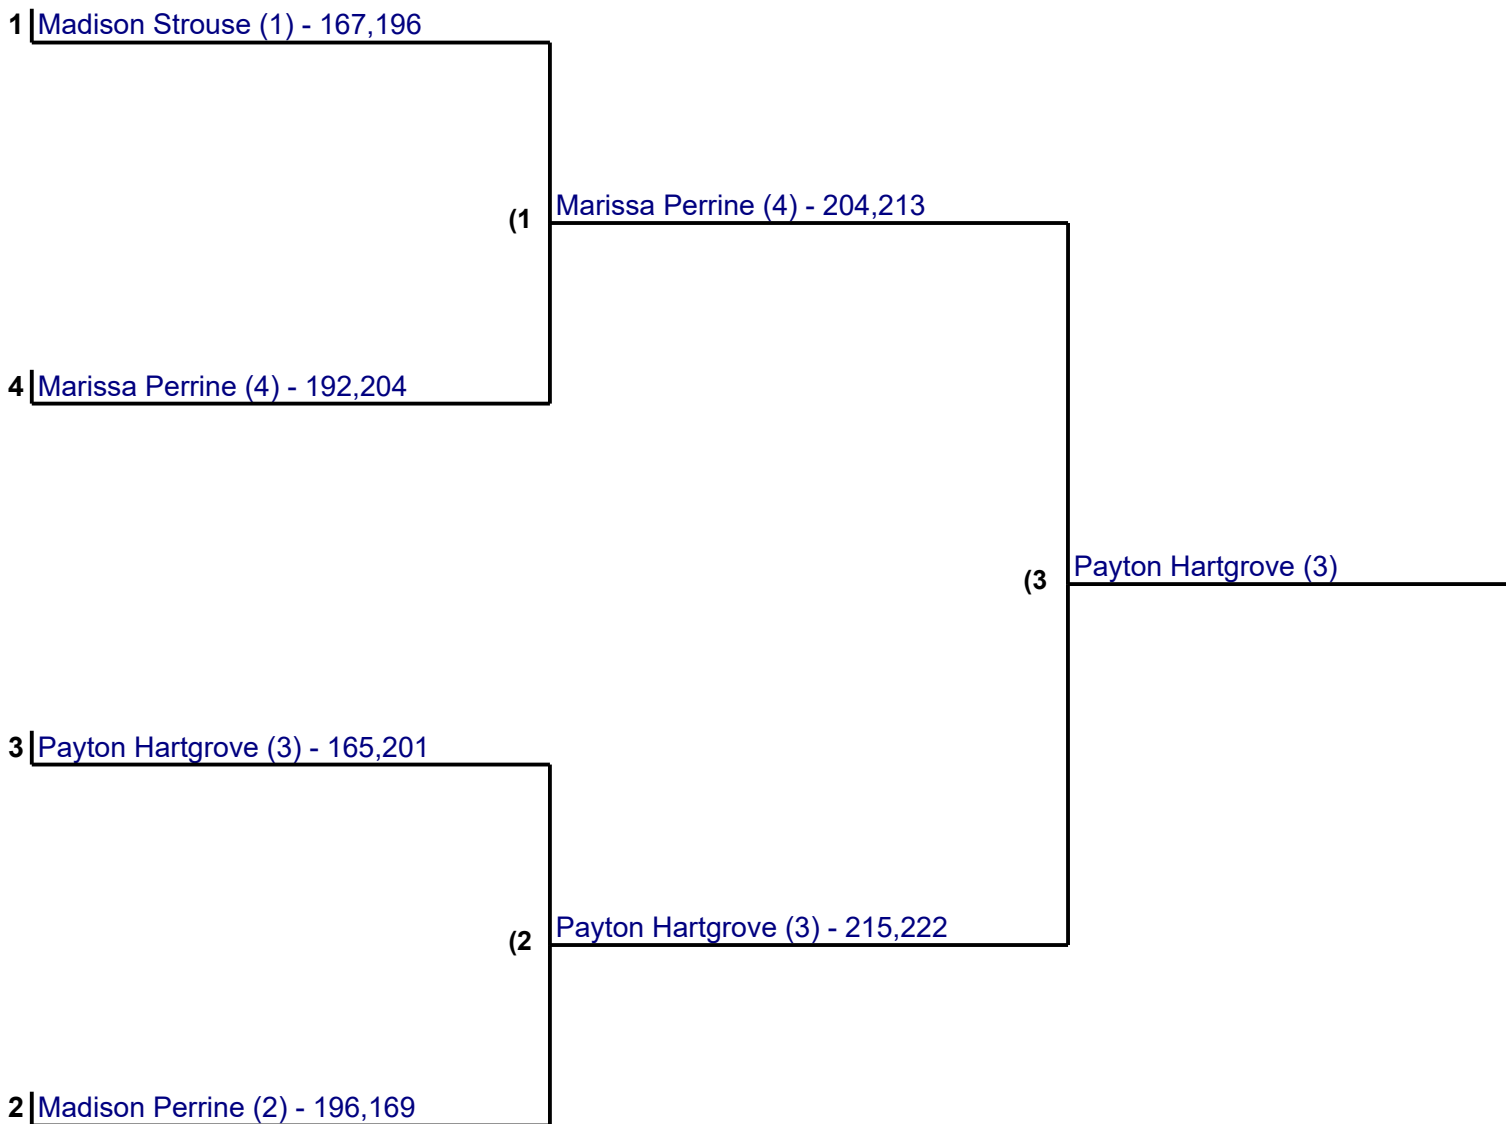 1 Madison Strouse (1) - 167,196
(1 Marissa Perrine (4) - 204,213
4 Marissa Perrine (4) - 192,204
(3 Payton Hartgrove (3)
3 Payton Hartgrove (3) - 165,201
(2 Payton Hartgrove (3) - 215,222
2 Madison Perrine (2) - 196,169